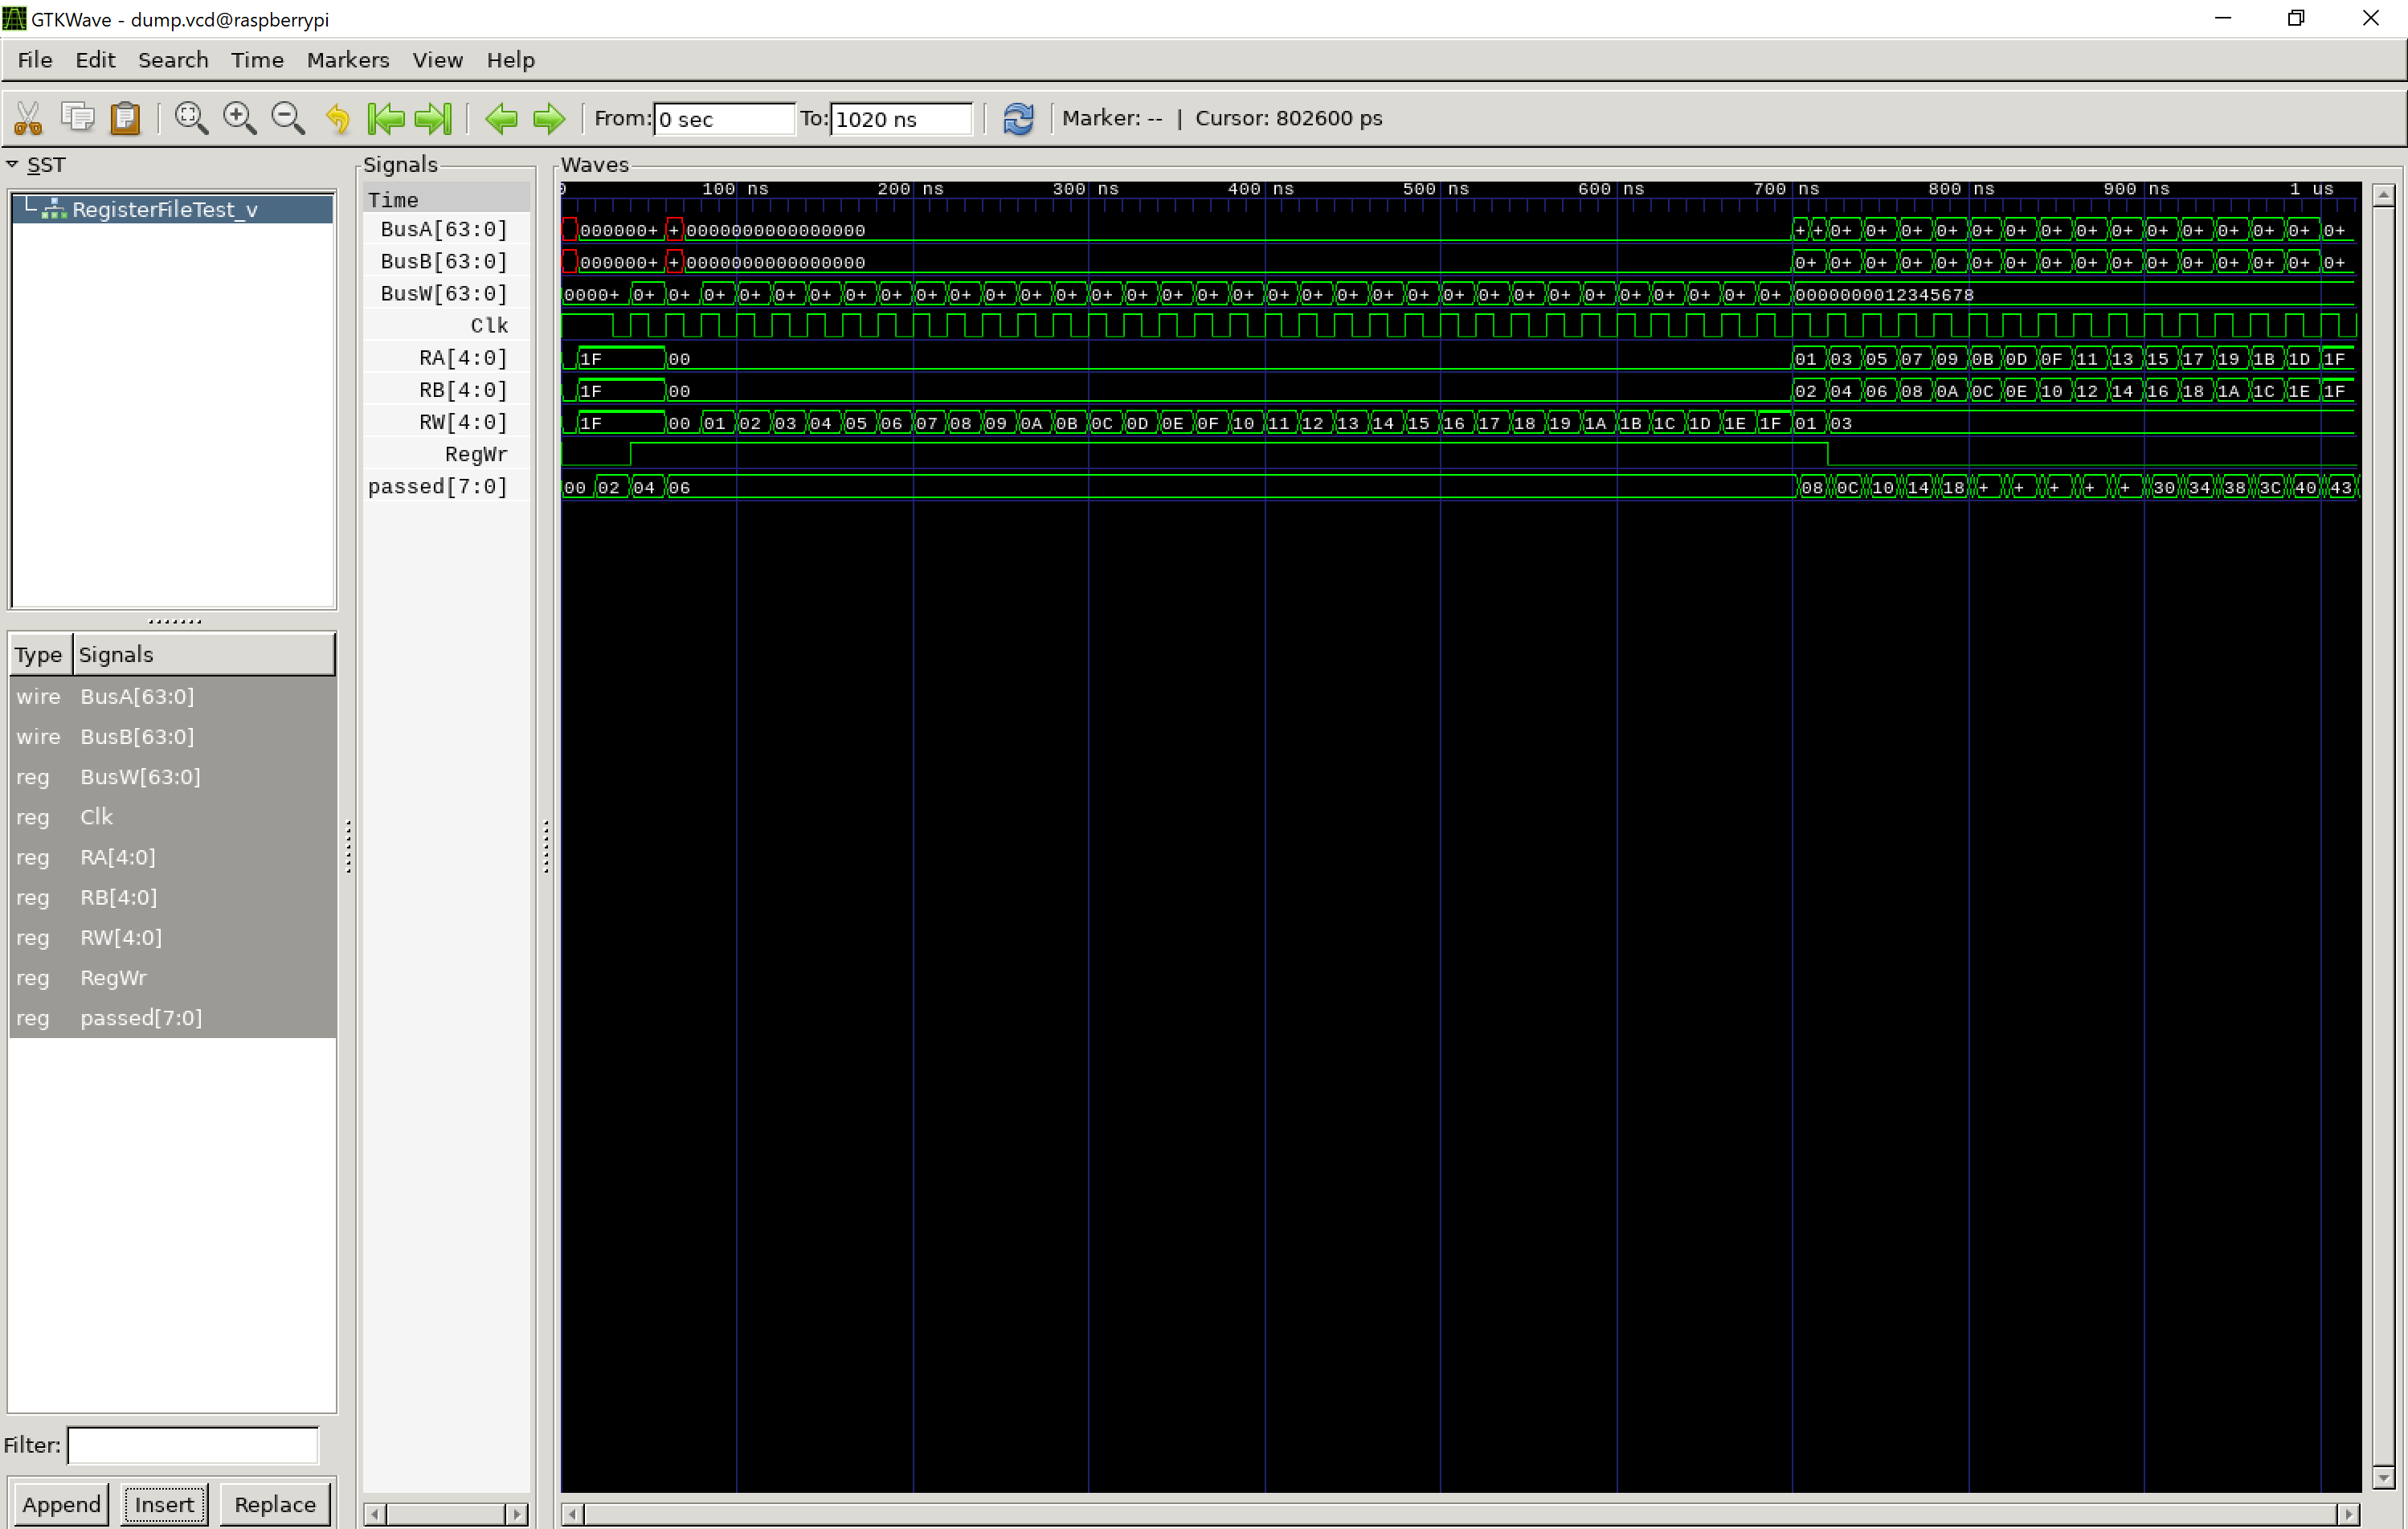 GTKWave - dump.vcd@raspberrypi
File Edit Search Time Markers View Help
From: 0 sec To: 1020 ns Marker: -- | Cursor: 802600 ps
SST
RegisterFileTest_v
Type Signals
wire BusA[63:0]
wire BusB[63:0]
reg BusW[63:0]
reg Clk
reg RA[4:0]
reg RB[4:0]
reg RW[4:0]
reg RegWr
reg passed[7:0]
Filter:
Append Insert Replace
Signals
Time
BusA[63:0]
BusB[63:0]
BusW[63:0]
Clk
RA[4:0]
RB[4:0]
RW[4:0]
RegWr
passed[7:0]
Waves
0 100 ns 200 ns 300 ns 400 ns 500 ns 600 ns 700 ns 800 ns 900 ns 1 us
000000+ + 0000000000000000 + + 0+ 0+ 0+ 0+ 0+ 0+ 0+ 0+ 0+ 0+ 0+ 0+ 0+ 0+ 0+
000000+ + 0000000000000000 0+ 0+ 0+ 0+ 0+ 0+ 0+ 0+ 0+ 0+ 0+ 0+ 0+ 0+ 0+ 0+
0000+ 0+ 0+ 0+ 0+ 0+ 0+ 0+ 0+ 0+ 0+ 0+ 0+ 0+ 0+ 0+ 0+ 0+ 0+ 0+ 0+ 0+ 0+ 0+ 0+ 0+ 0+ 0+ 0+ 0+ 0+ 0+ 0+ 0+ 0000000012345678
1F 00 01 03 05 07 09 0B 0D 0F 11 13 15 17 19 1B 1D 1F
1F 00 02 04 06 08 0A 0C 0E 10 12 14 16 18 1A 1C 1E 1F
1F 00 01 02 03 04 05 06 07 08 09 0A 0B 0C 0D 0E 0F 10 11 12 13 14 15 16 17 18 19 1A 1B 1C 1D 1E 1F 01 03
00 02 04 06 08 0C 10 14 18 + + + + + 30 34 38 3C 40 43